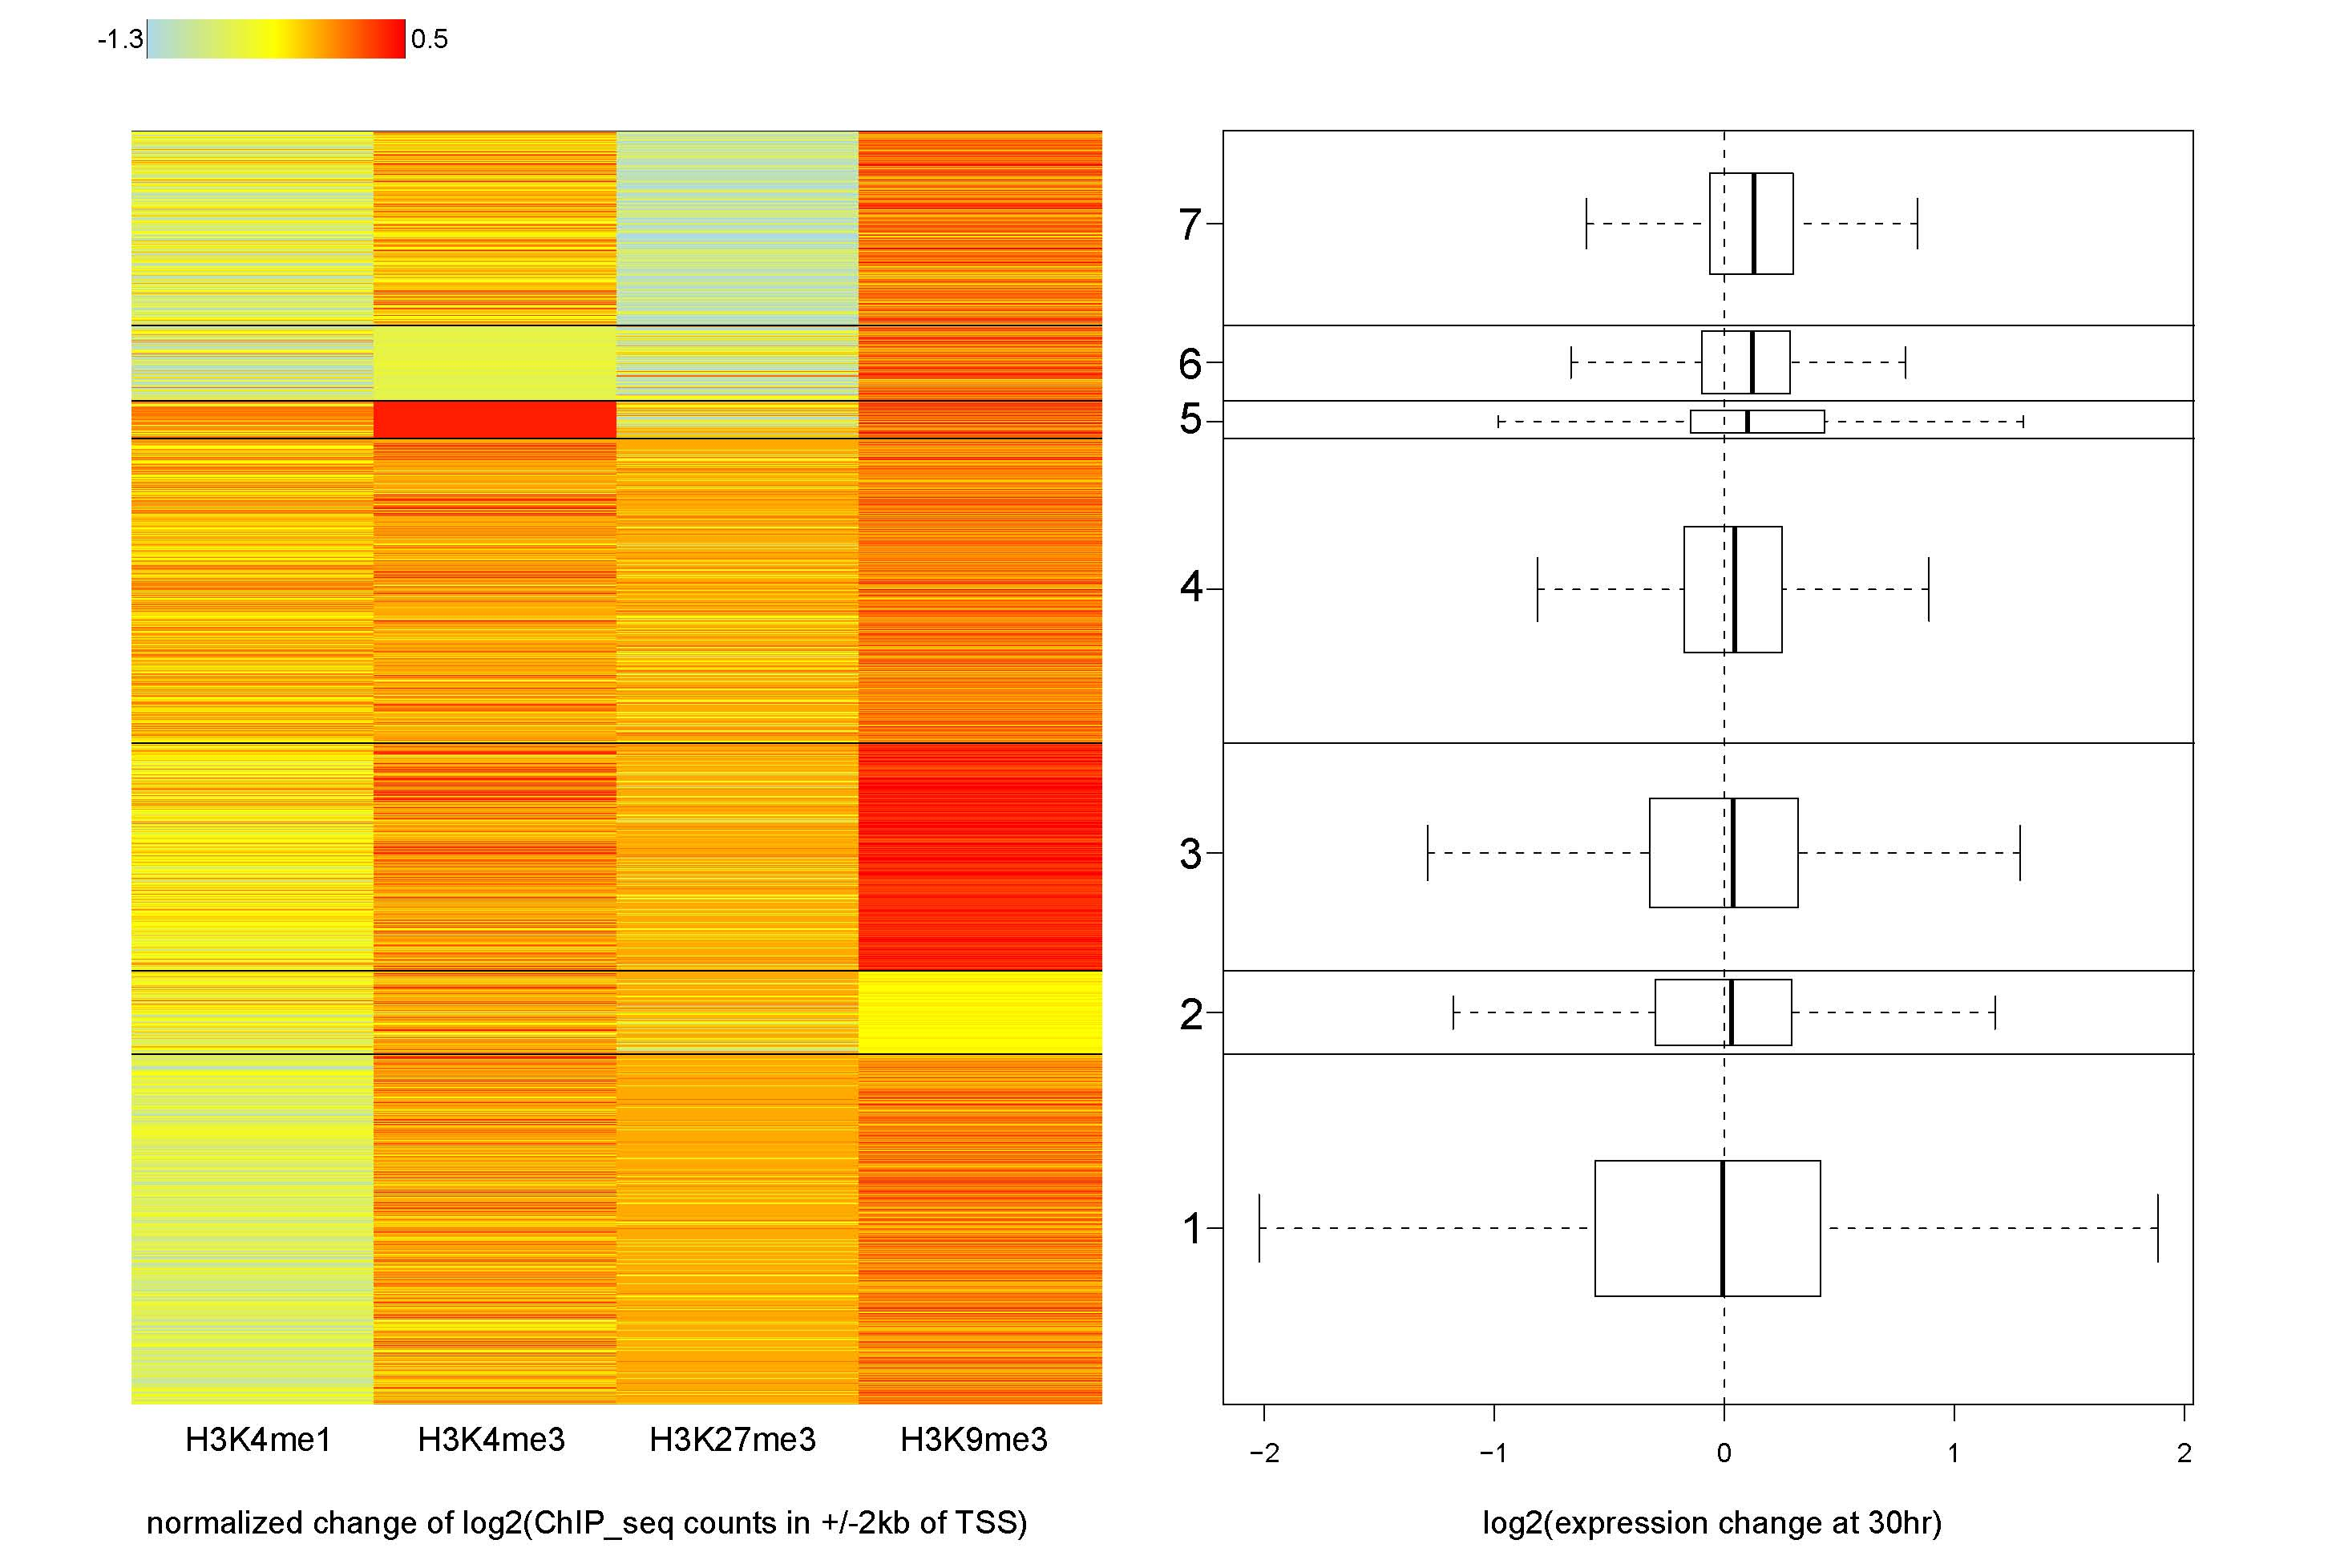 -1.3 0.5
7
6
5
4
3
2
1
H3K4me1 H3K4me3 H3K27me3 H3K9me3
−2 −1 0 1 2
normalized change of log2(ChIP_seq counts in +/-2kb of TSS)
log2(expression change at 30hr)